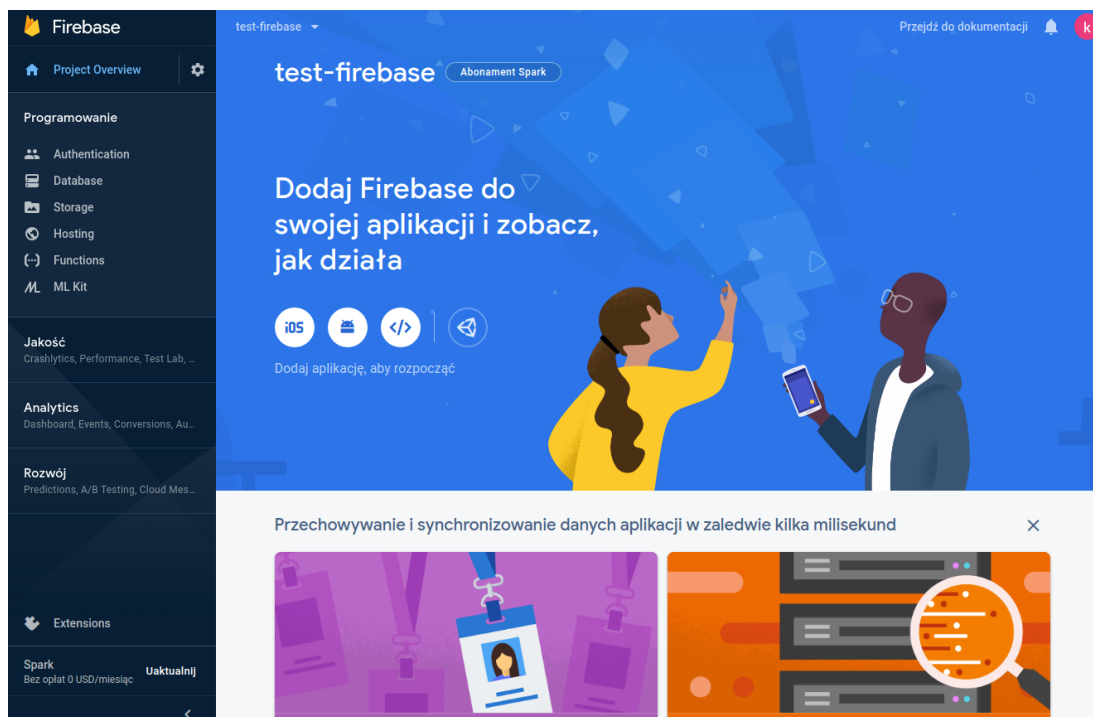 Firebase
Project Overview
Programowanie
Authentication
Database
Storage
Hosting
Functions
ML Kit
Jakość
Crashlytics, Performance, Test Lab, ...
Analytics
Dashboard, Events, Conversions, Au...
Rozwój
Predictions, A/B Testing, Cloud Mes...
Extensions
Spark
Bez opłat 0 USD/miesiąc
Uaktualnij
test-firebase
Przejdź do dokumentacji
k
test-firebase
Abonament Spark
Dodaj Firebase do
swojej aplikacji i zobacz,
jak działa
iOS
Dodaj aplikację, aby rozpocząć
Przechowywanie i synchronizowanie danych aplikacji w zaledwie kilka milisekund